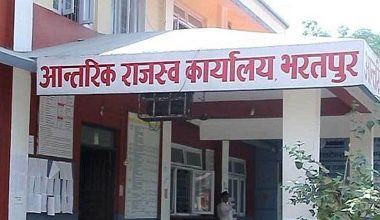 आन्तरिक राजस्व कार्यालय, भरतपुर